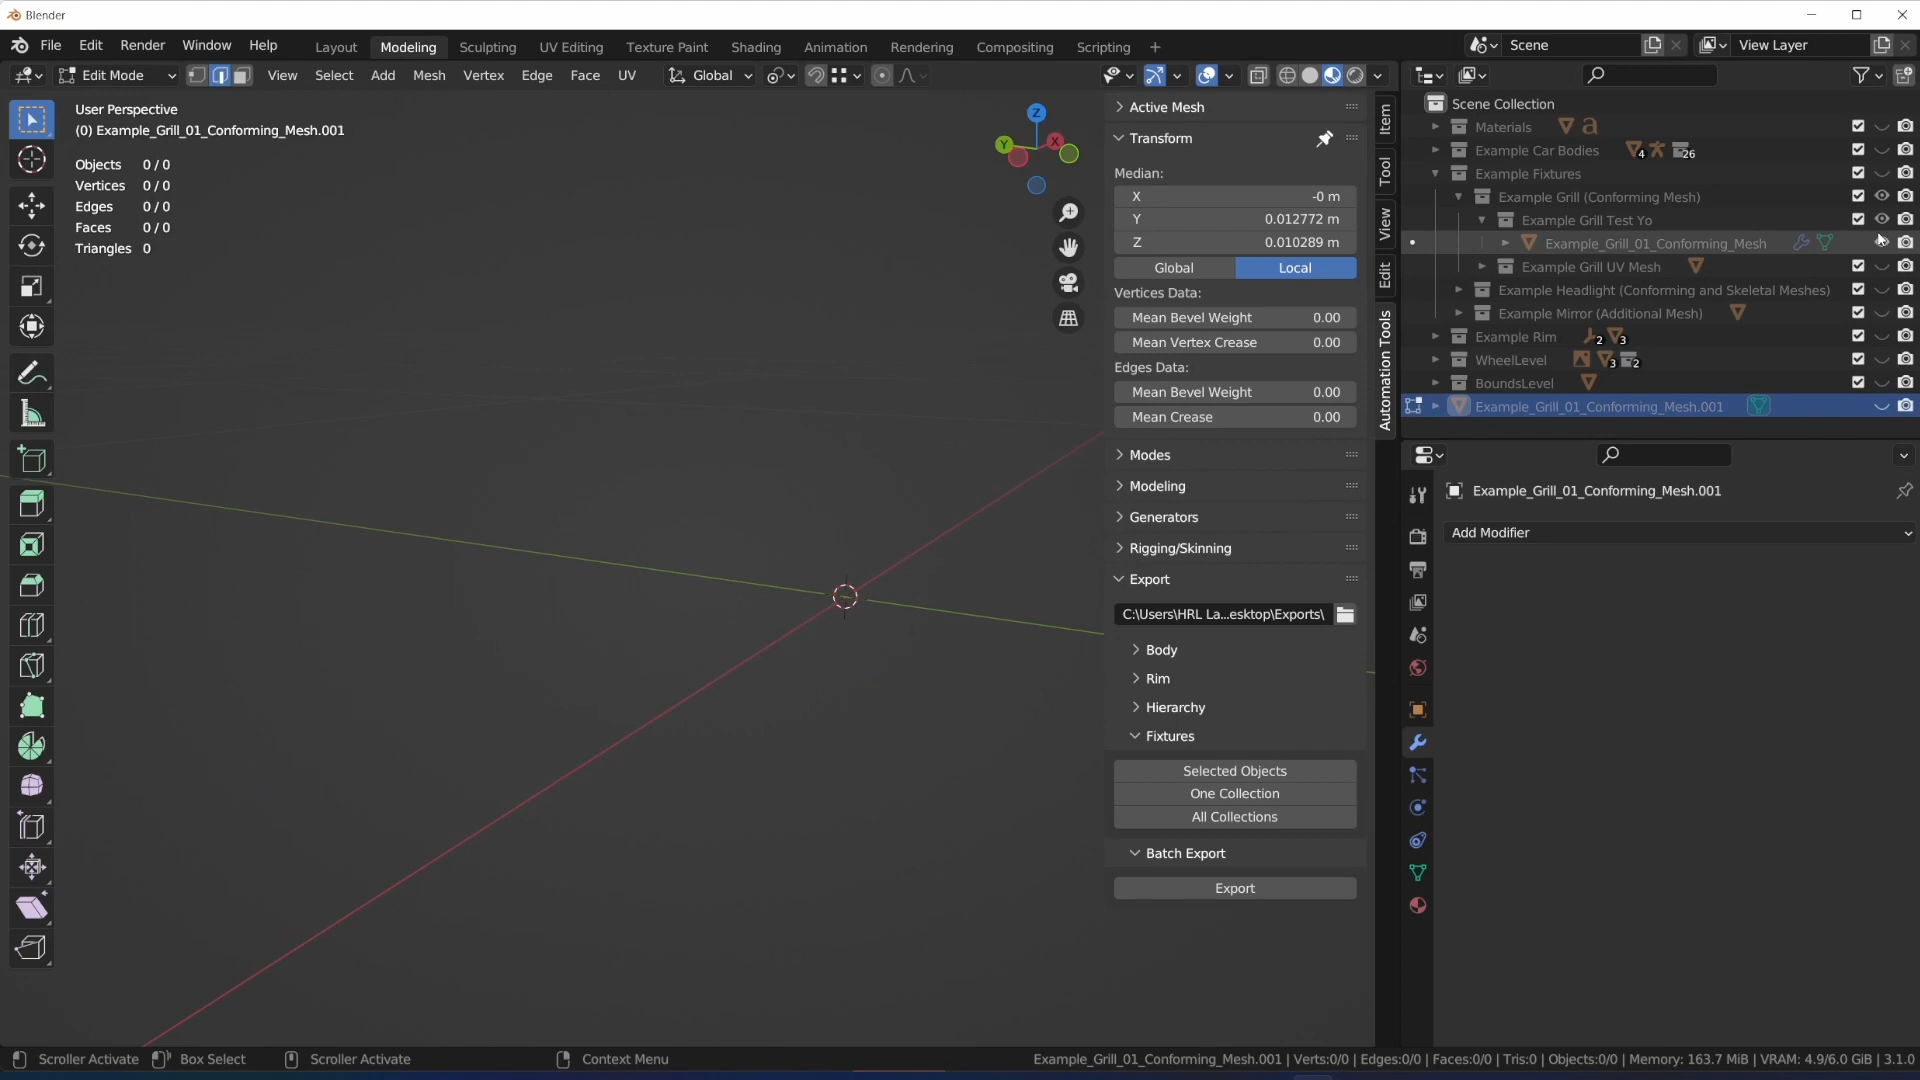 Blender
File Edit Render Window Help Layout Modeling Sculpting UV Editing Texture Paint Shading Animation Rendering Compositing Scripting + Scene View Layer
Edit Mode View Select Add Mesh Vertex Edge Face UV Global
User Perspective
(0) Example_Grill_01_Conforming_Mesh.001
Objects 0 / 0
Vertices 0 / 0
Edges 0 / 0
Faces 0 / 0
Triangles 0
Z
Y
X
Active Mesh
Transform
Median:
X -0 m
Y 0.012772 m
Z 0.010289 m
Global Local
Vertices Data:
Mean Bevel Weight 0.00
Mean Vertex Crease 0.00
Edges Data:
Mean Bevel Weight 0.00
Mean Crease 0.00
Modes
Modeling
Generators
Rigging/Skinning
Export
C:\Users\HRL La...esktop\Exports\
Body
Rim
Hierarchy
Fixtures
Selected Objects
One Collection
All Collections
Batch Export
Export
Item
Tool
View
Edit
Automation Tools
Scene Collection
Materials
Example Car Bodies 4 26
Example Fixtures
Example Grill (Conforming Mesh)
Example Grill Test Yo
Example_Grill_01_Conforming_Mesh
Example Grill UV Mesh
Example Headlight (Conforming and Skeletal Meshes)
Example Mirror (Additional Mesh)
Example Rim 2 3
WheelLevel 3 2
BoundsLevel
Example_Grill_01_Conforming_Mesh.001
Example_Grill_01_Conforming_Mesh.001
Add Modifier
Scroller Activate Box Select Scroller Activate Context Menu Example_Grill_01_Conforming_Mesh.001 | Verts:0/0 | Edges:0/0 | Faces:0/0 | Tris:0 | Objects:0/0 | Memory: 163.7 MiB | VRAM: 4.9/6.0 GiB | 3.1.0